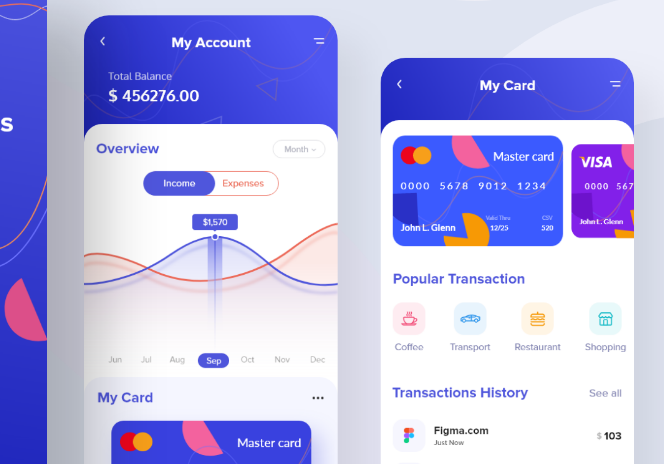 s
My Account
Total Balance
$ 456276.00
Overview
Month
Income
Expenses
$1,570
Jun Jul Aug Sep Oct Nov Dec
My Card
Master card
My Card
Master card
0000 5678 9012 1234
John L. Glenn
Valid Thru
12/25
CSV
520
VISA
0000 567
John L. Glenn
Popular Transaction
Coffee Transport Restaurant Shopping
Transactions History
See all
Figma.com
Just Now
$ 103